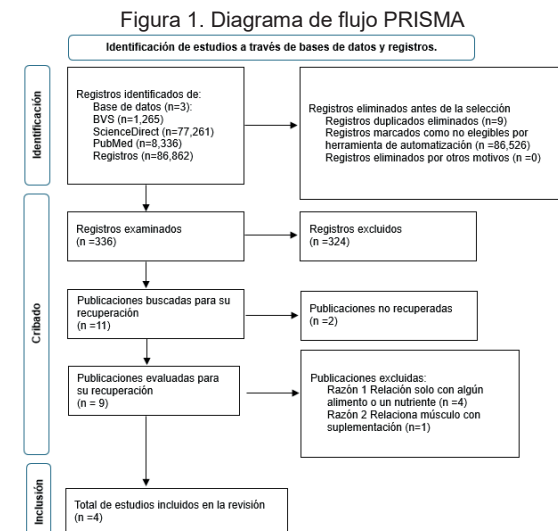 Figura 1. Diagrama de flujo PRISMA
Identificación de estudios a través de bases de datos y registros.
Identificación
Registros identificados de:
Base de datos (n=3):
BVS (n=1,265)
ScienceDirect (n=77,261)
PubMed (n=8,336)
Registros (n=86,862)
Registros eliminados antes de la selección
Registros duplicados eliminados (n=9)
Registros marcados como no elegibles por
herramienta de automatización (n =86,526)
Registros eliminados por otros motivos (n =0)
Cribado
Registros examinados
(n =336)
Registros excluidos
(n =324)
Publicaciones buscadas para su
recuperación
(n =11)
Publicaciones no recuperadas
(n =2)
Publicaciones evaluadas para
su recuperación
(n = 9)
Publicaciones excluidas:
Razón 1 Relación solo con algún
alimento o un nutriente (n =4)
Razón 2 Relaciona músculo con
suplementación (n=1)
Inclusión
Total de estudios incluidos en la revisión
(n =4)